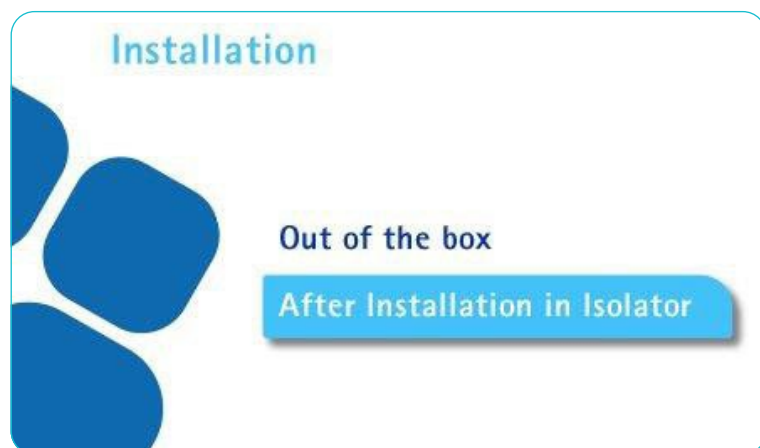 Installation
Out of the box
After Installation in Isolator